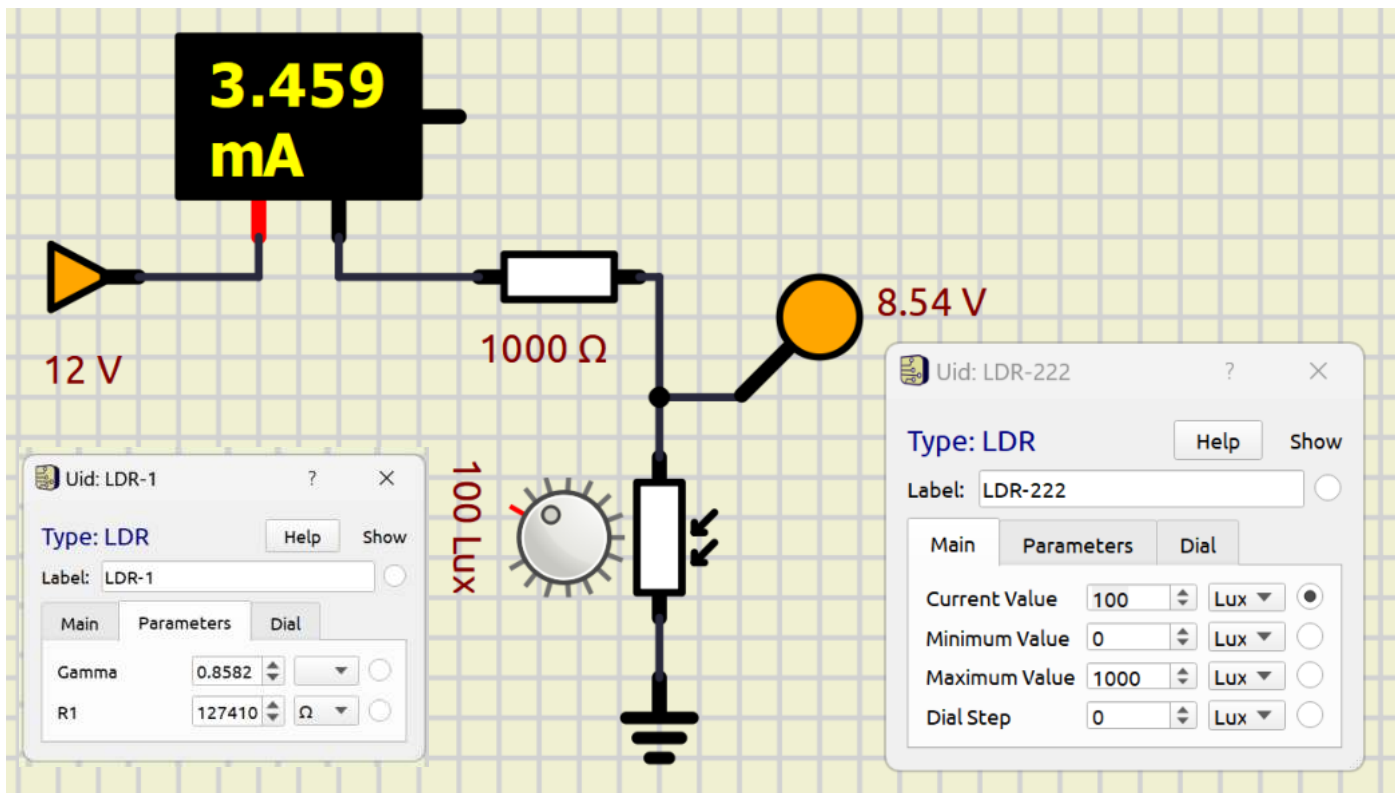 3.459
mA
12 V
1000 Ω
8.54 V
100 Lux
Uid: LDR-1 ?
Type: LDR Help Show
Label: LDR-1
Main Parameters Dial
Gamma 0.8582
R1 127410 Ω
Uid: LDR-222 ?
Type: LDR Help Show
Label: LDR-222
Main Parameters Dial
Current Value 100 Lux
Minimum Value 0 Lux
Maximum Value 1000 Lux
Dial Step 0 Lux